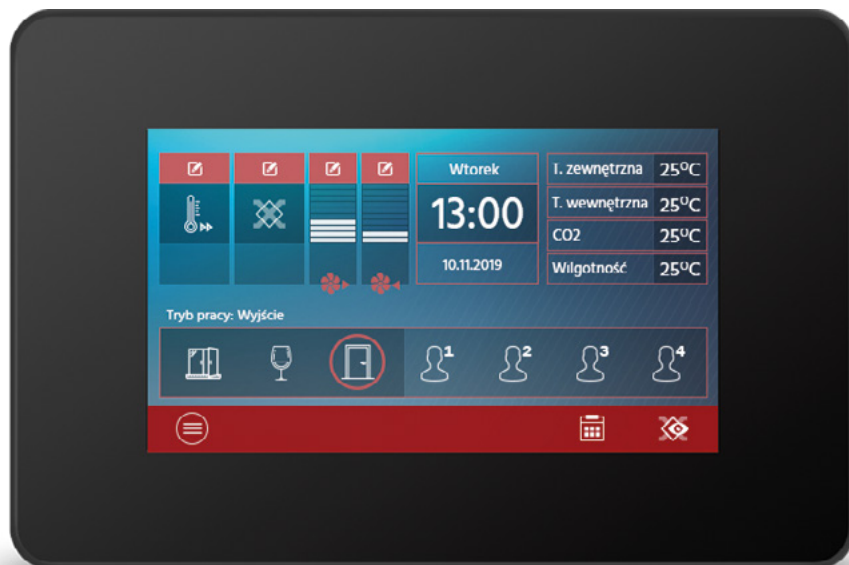 Wtorek
13:00
10.11.2019
T. zewnętrzna 25°C
T. wewnętrzna 25°C
CO2 25°C
Wilgotność 25°C
Tryb pracy: Wyjście
1 2 3 4